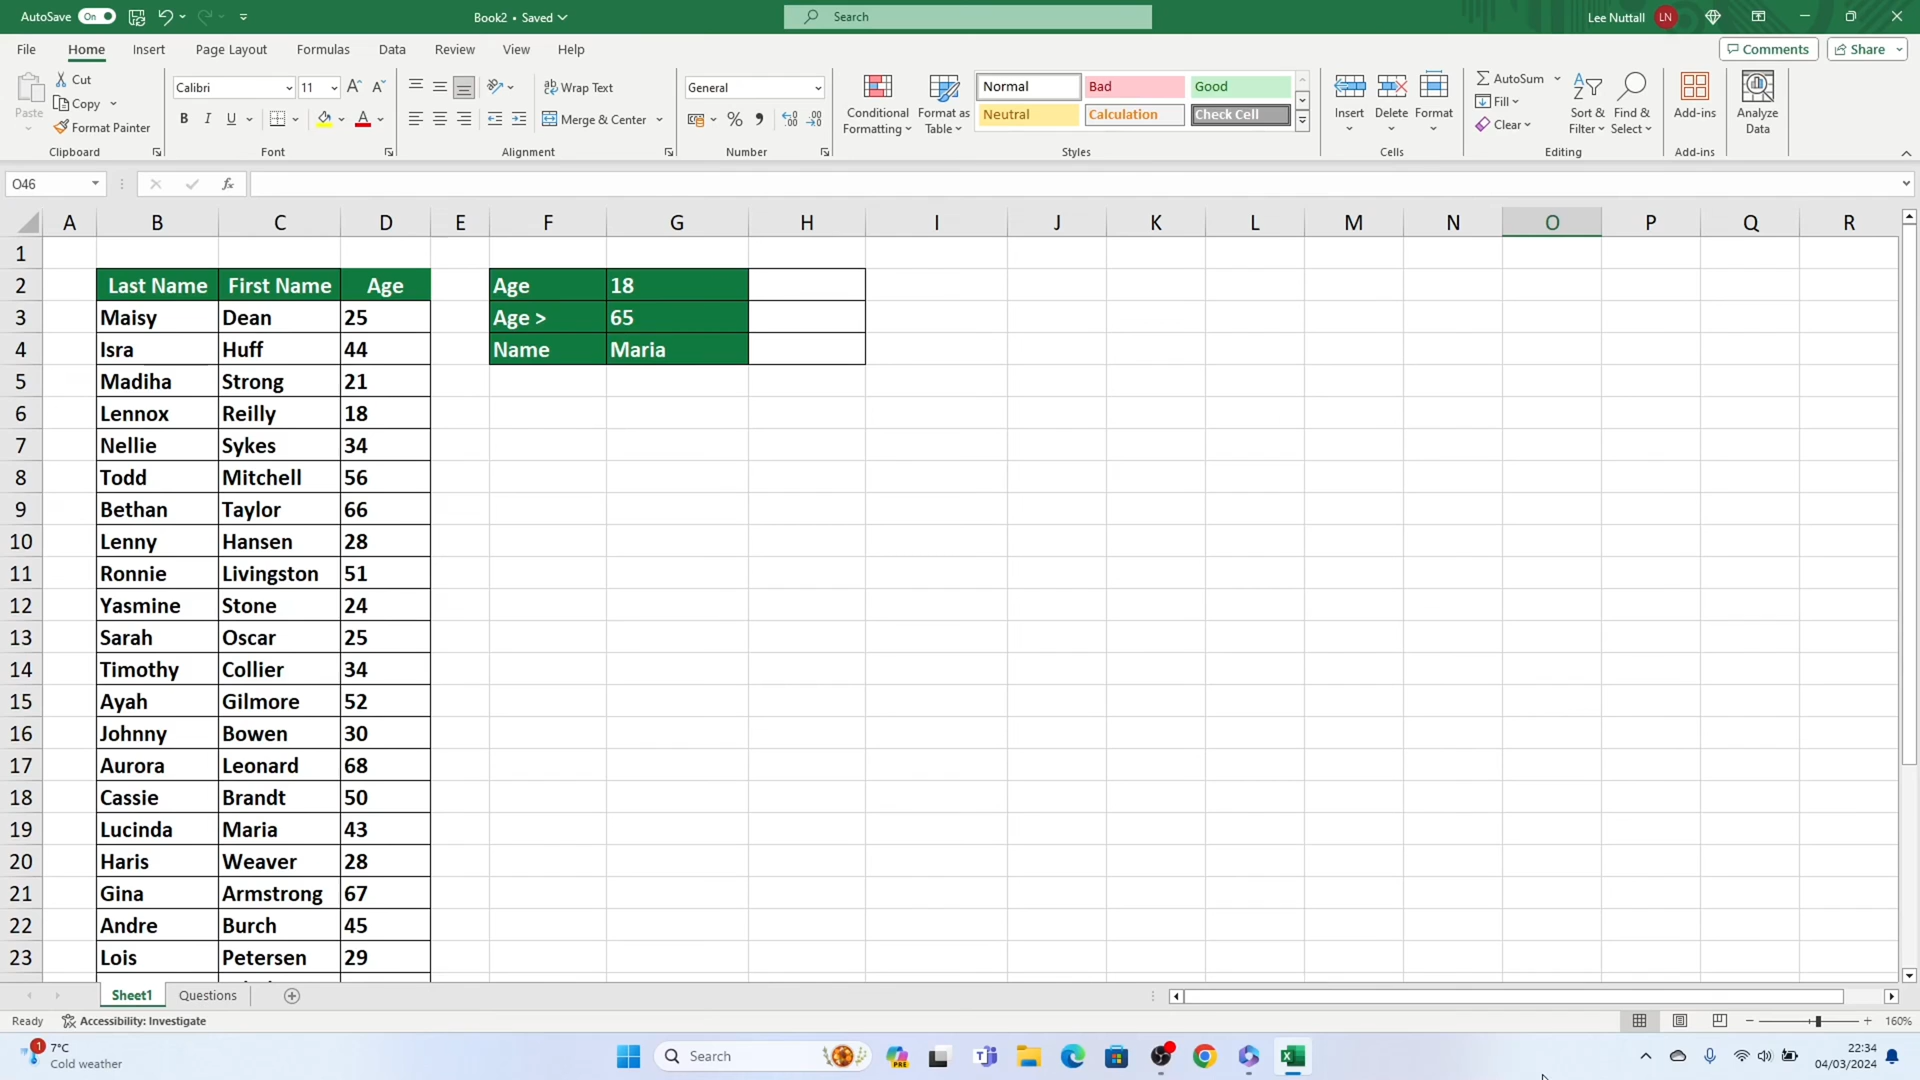 AutoSave On Book2 • Saved Search Lee Nuttall LN
File Home Insert Page Layout Formulas Data Review View Help Comments Share
Paste Cut Copy Format Painter Clipboard
Calibri 11 A A B I U A Font
ab Wrap Text Merge & Center Alignment
General % , Number
Conditional Formatting Format as Table Normal Bad Good
Neutral Calculation Check Cell
Styles
Insert Delete Format Cells
AutoSum Fill Clear Sort & Filter Find & Select Editing
Add-ins Add-ins
Analyze Data
O46 fx
A B C D E F G H I J K L M N O P Q R
1
2 Last Name First Name Age Age 18
3 Maisy Dean 25 Age > 65
4 Isra Huff 44 Name Maria
5 Madiha Strong 21
6 Lennox Reilly 18
7 Nellie Sykes 34
8 Todd Mitchell 56
9 Bethan Taylor 66
10 Lenny Hansen 28
11 Ronnie Livingston 51
12 Yasmine Stone 24
13 Sarah Oscar 25
14 Timothy Collier 34
15 Ayah Gilmore 52
16 Johnny Bowen 30
17 Aurora Leonard 68
18 Cassie Brandt 50
19 Lucinda Maria 43
20 Haris Weaver 28
21 Gina Armstrong 67
22 Andre Burch 45
23 Lois Petersen 29
Sheet1 Questions
Ready Accessibility: Investigate 160%
1 7°C Search PRE 22:34
Cold weather 04/03/2024